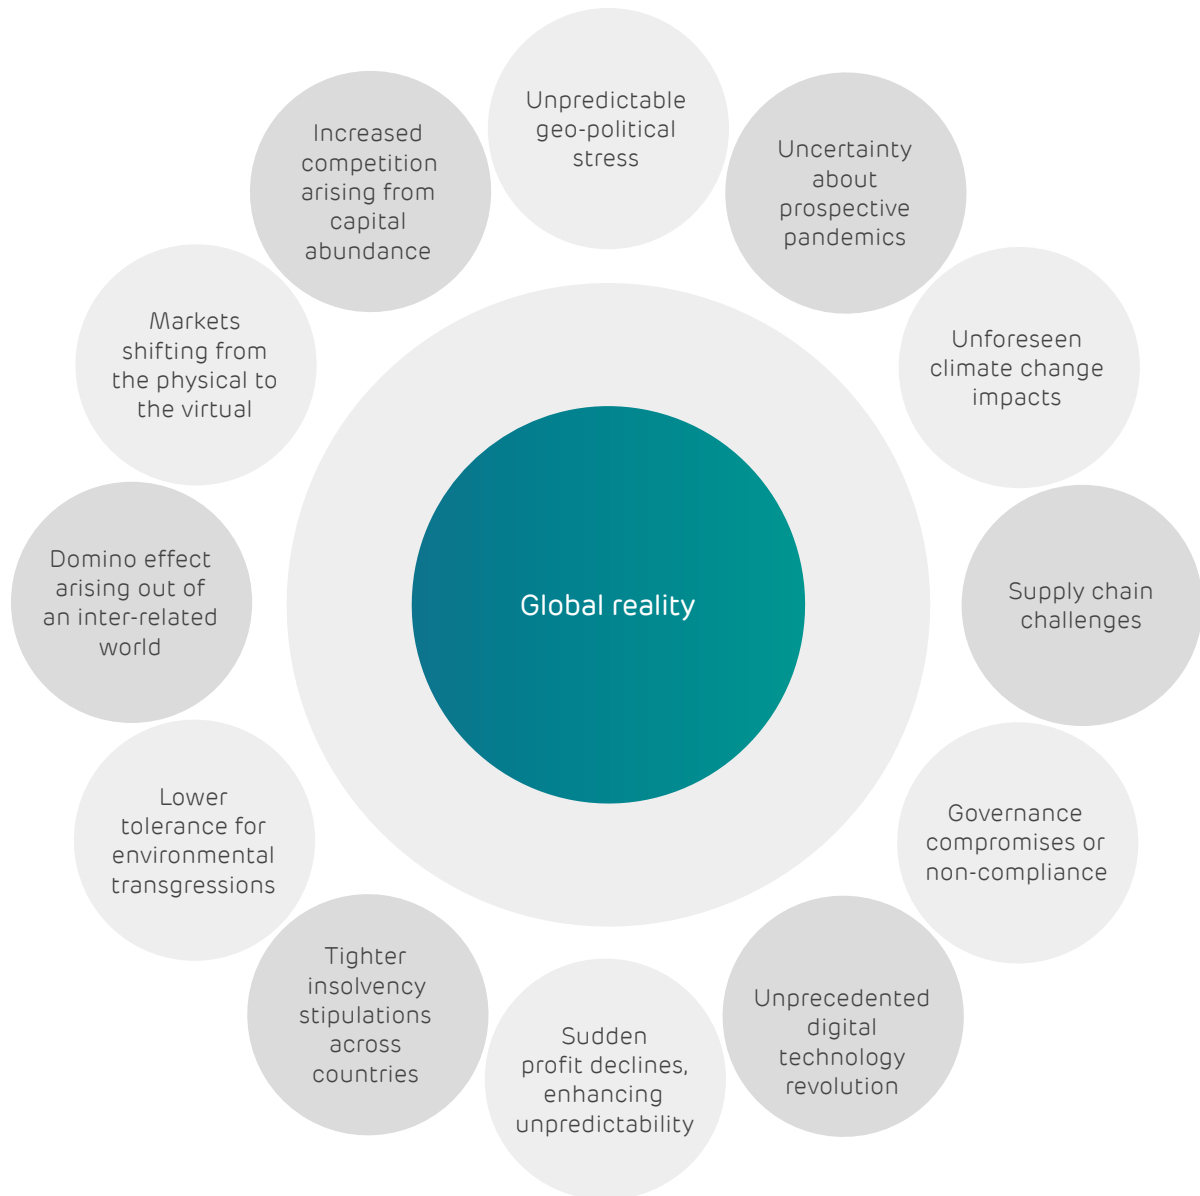 Unpredictable
geo-political
stress
Uncertainty
about
prospective
pandemics
Unforeseen
climate change
impacts
Supply chain
challenges
Governance
compromises or
non-compliance
Unprecedented
digital
technology
revolution
Sudden
profit declines,
enhancing
unpredictability
Tighter
insolvency
stipulations
across
countries
Lower
tolerance for
environmental
transgressions
Domino effect
arising out of
an inter-related
world
Markets
shifting from
the physical to
the virtual
Increased
competition
arising from
capital
abundance
Global reality